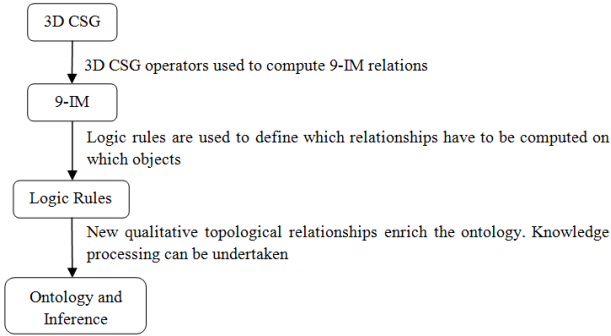 3D CSG
3D CSG operators used to compute 9-IM relations
9-IM
Logic rules are used to define which relationships have to be computed on
which objects
Logic Rules
New qualitative topological relationships enrich the ontology. Knowledge
processing can be undertaken
Ontology and
Inference